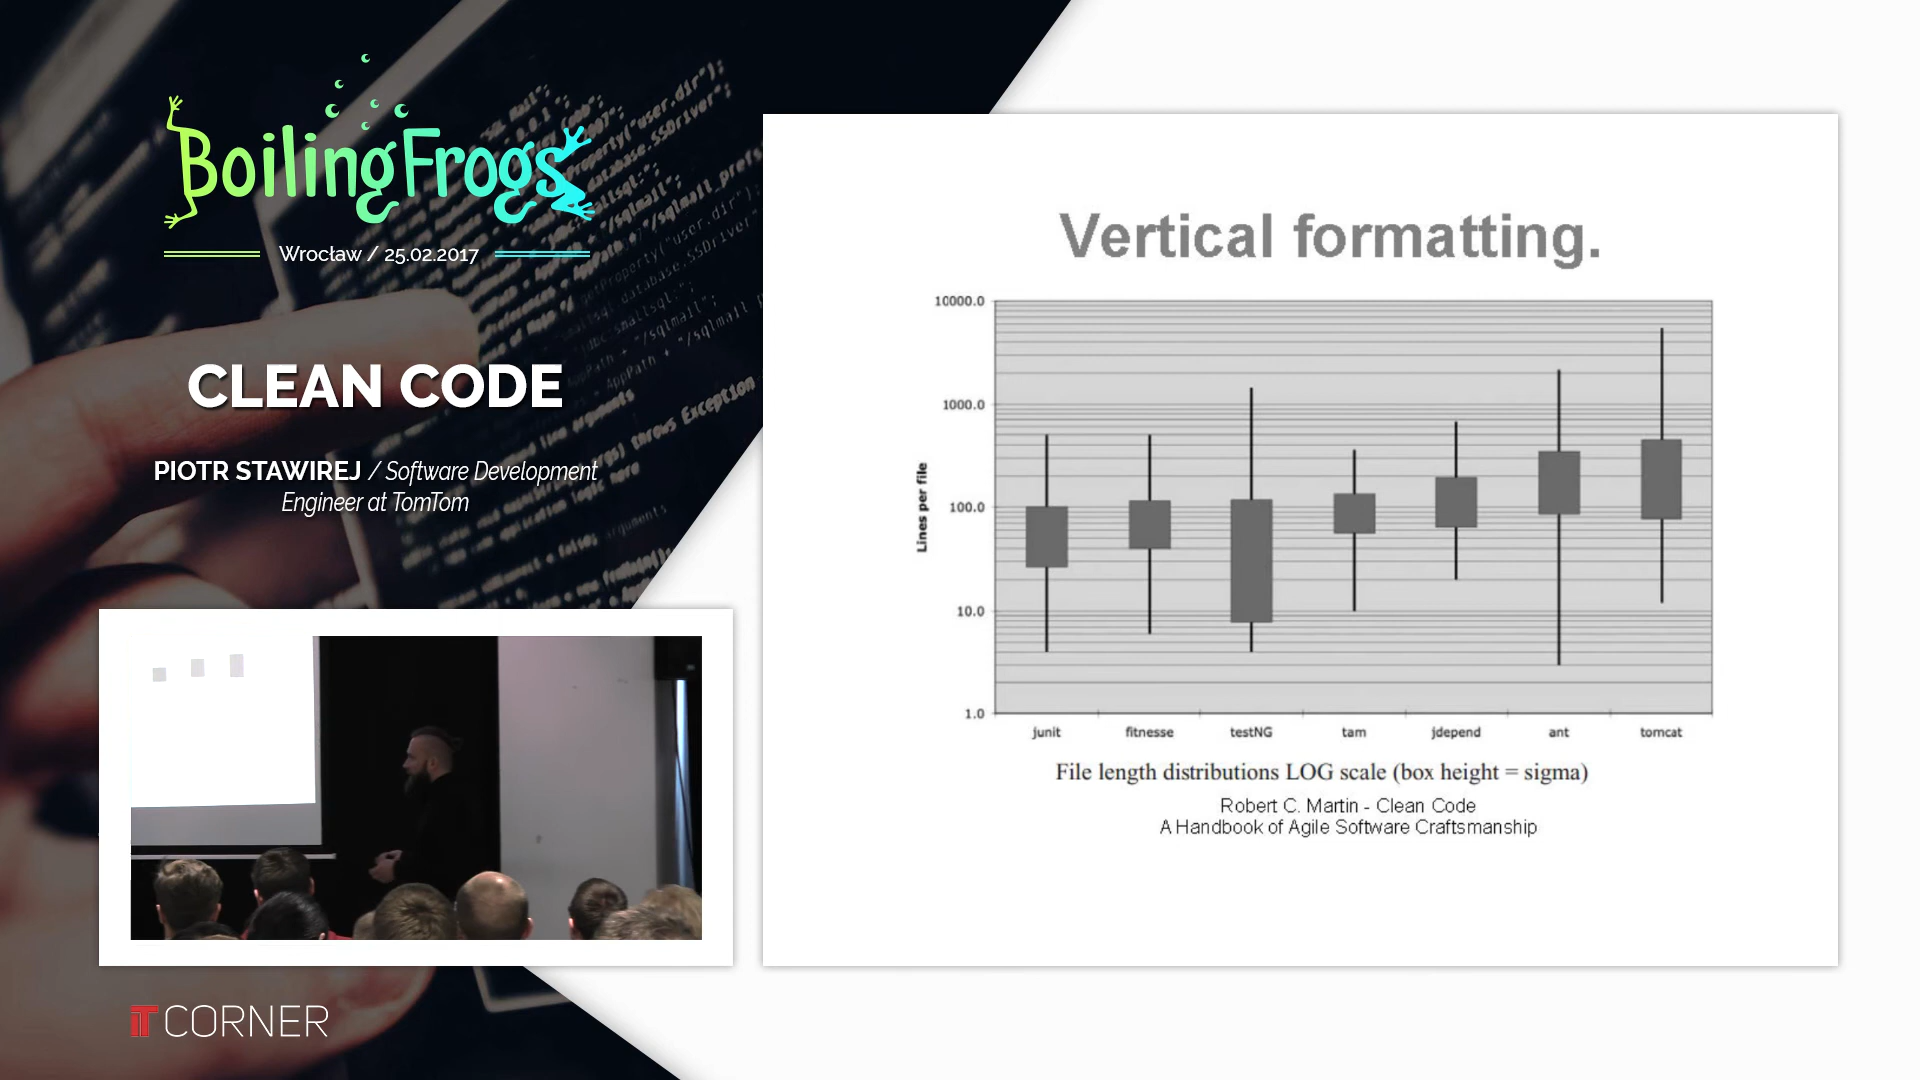 BoilingFrogs
Wrocław / 25.02.2017
CLEAN CODE
PIOTR STAWIREJ / Software Development
Engineer at TomTom
CORNER
Vertical formatting.
10000.0
1000.0
100.0
10.0
1.0
Lines per file
junit fitnesse testNG tam jdepend ant tomcat
File length distributions LOG scale (box height = sigma)
Robert C. Martin - Clean Code
A Handbook of Agile Software Craftsmanship